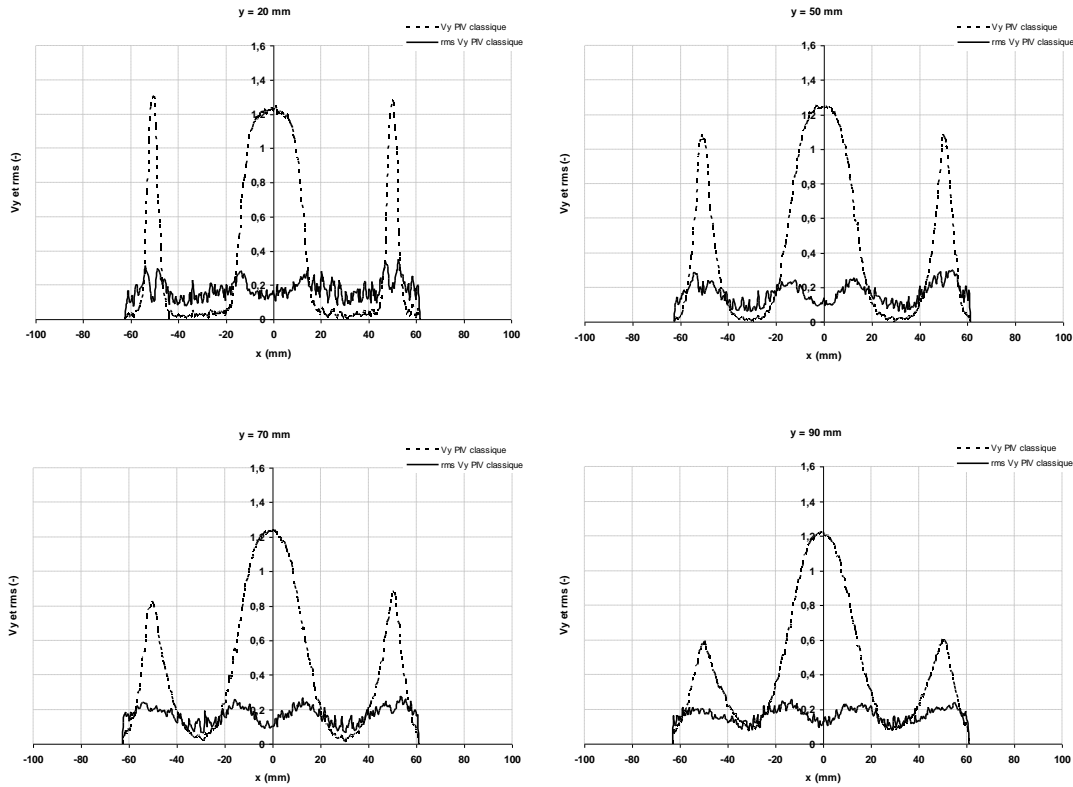 y = 20 mm
Vy PIV classique
rms Vy PIV classique
1,6
1,4
1,2
1
0,8
0,6
0,4
0,2
0
-100 -80 -60 -40 -20 0 20 40 60 80 100
Vy et rms (-)
x (mm)
y = 50 mm
Vy PIV classique
rms Vy PIV classique
1,6
1,4
1,2
1
0,8
0,6
0,4
0,2
0
-100 -80 -60 -40 -20 0 20 40 60 80 100
Vy et rms (-)
x (mm)
y = 70 mm
Vy PIV classique
rms Vy PIV classique
1,6
1,4
1,2
1
0,8
0,6
0,4
0,2
0
-100 -80 -60 -40 -20 0 20 40 60 80 100
Vy et rms (-)
x (mm)
y = 90 mm
Vy PIV classique
rms Vy PIV classique
1,6
1,4
1,2
1
0,8
0,6
0,4
0,2
0
-100 -80 -60 -40 -20 0 20 40 60 80 100
Vy et rms (-)
x (mm)